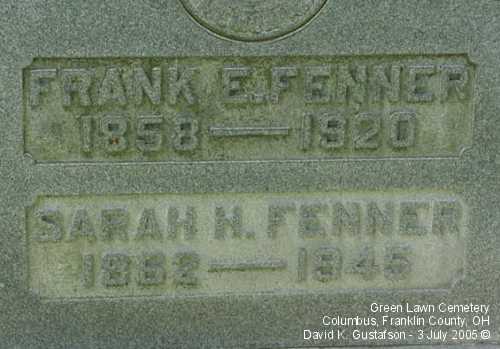 FRANK E. FENNER
1858 — 1920
SARAH H. FENNER
1862 — 1945
Green Lawn Cemetery
Columbus, Franklin County, OH
David K. Gustafson - 3 July 2005 ©